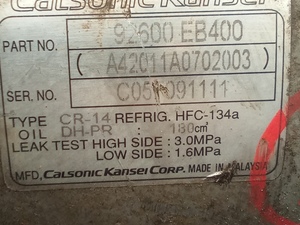 Calsonic Kansei
PART NO. 92600 EB400
(A42011A0702003)
SER. NO. C05 091111
TYPE CR-14 REFRIG. HFC-134a
OIL DH-PR : 180cm³
LEAK TEST HIGH SIDE: 3.0MPa
LOW SIDE: 1.6MPa
MFD. CALSONIC KANSEI CORP. MADE IN MALAYSIA